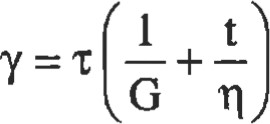 γ = τ ( 1/G + t/η )